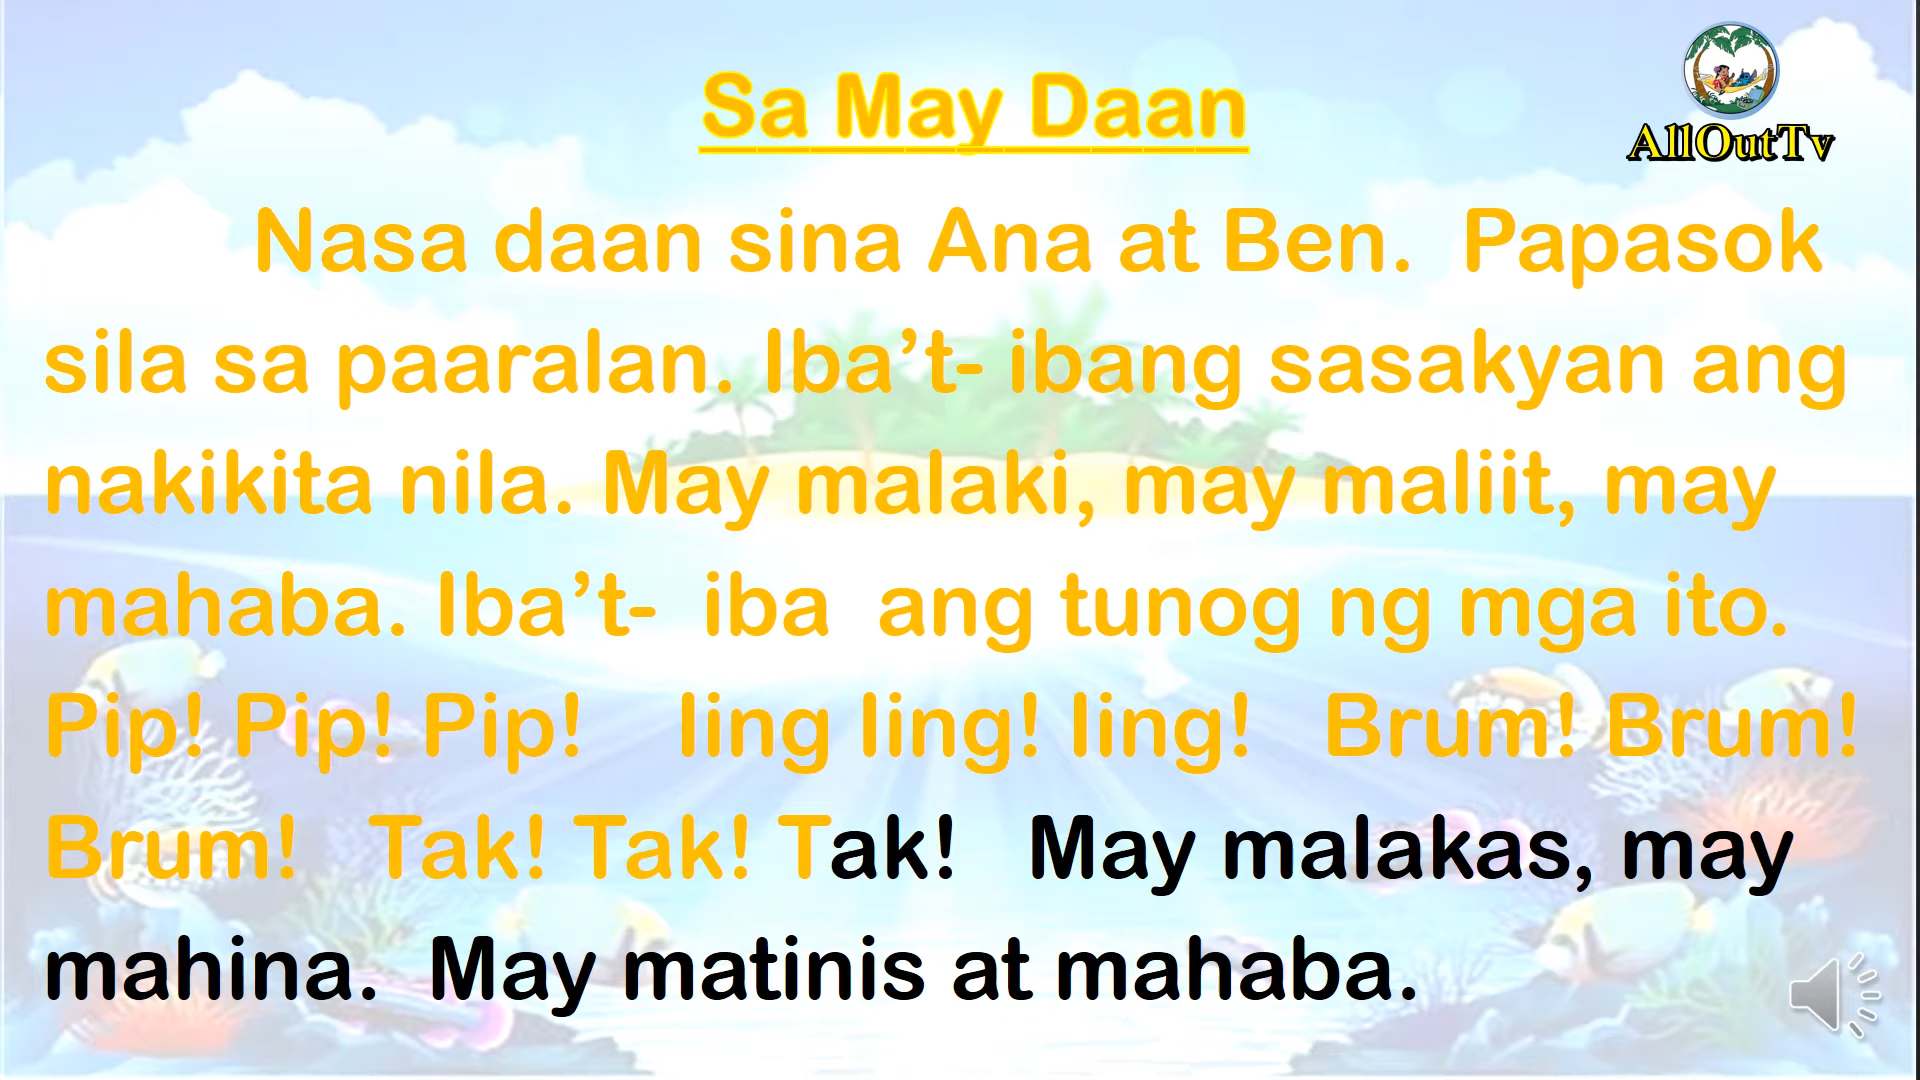 Sa May Daan
AllOutTv
Nasa daan sina Ana at Ben. Papasok
sila sa paaralan. Iba’t- ibang sasakyan ang
nakikita nila. May malaki, may maliit, may
mahaba. Iba’t- iba ang tunog ng mga ito.
Pip! Pip! Pip! Iing Iing! Iing! Brum! Brum!
Brum! Tak! Tak! Tak! May malakas, may
mahina. May matinis at mahaba.